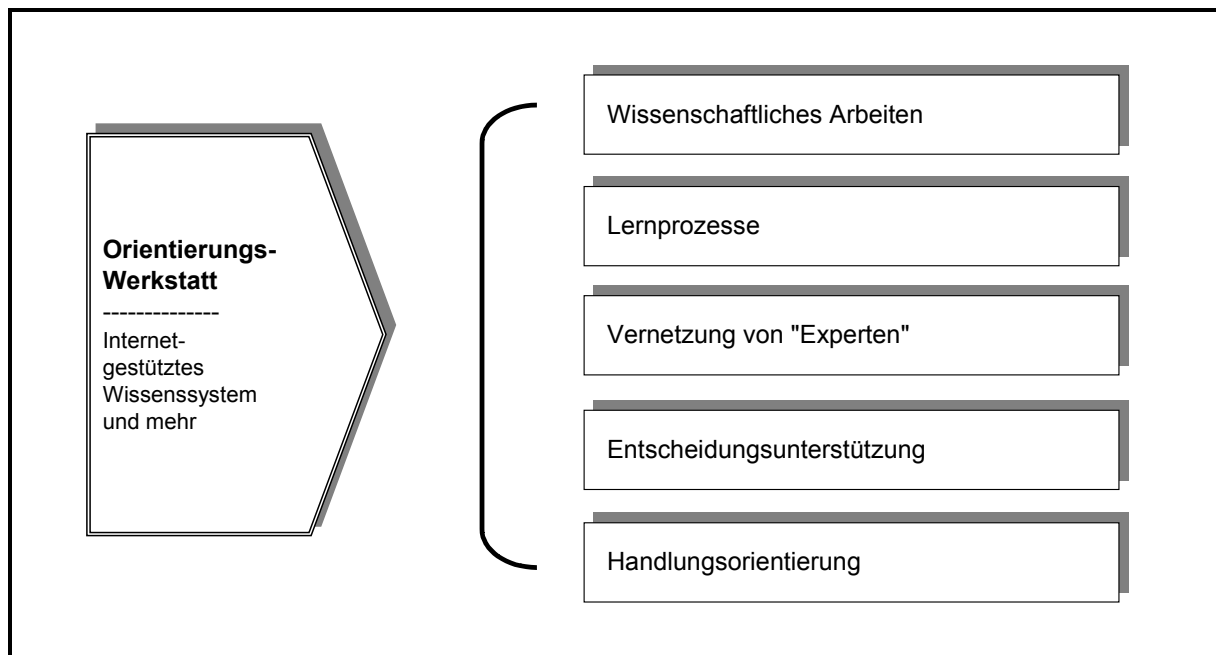 Orientierungs-
Werkstatt
--------------
Internet-
gestütztes
Wissenssystem
und mehr
Wissenschaftliches Arbeiten
Lernprozesse
Vernetzung von "Experten"
Entscheidungsunterstützung
Handlungsorientierung